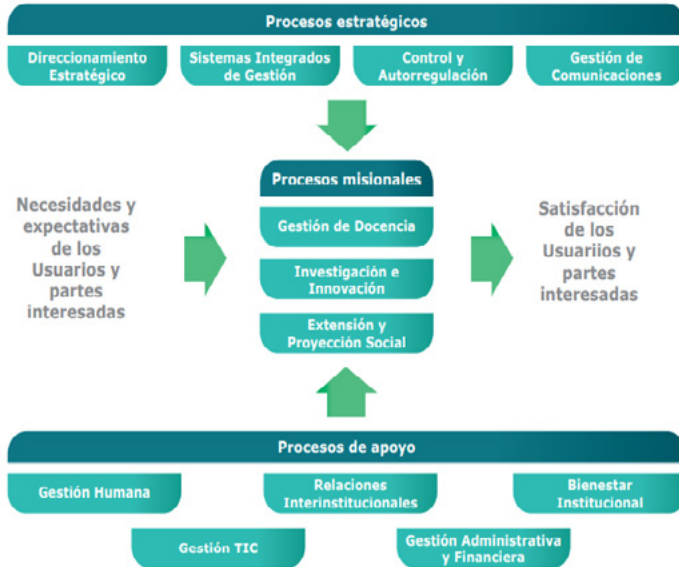 Procesos estratégicos
Direccionamiento
Estratégico
Sistemas Integrados
de Gestión
Control y
Autorregulación
Gestión de
Comunicaciones
Necesidades y
expectativas
de los
Usuarios y
partes
interesadas
Procesos misionales
Gestión de Docencia
Investigación e
Innovación
Extensión y
Proyección Social
Satisfacción
de los
Usuariios y
partes
interesadas
Procesos de apoyo
Gestión Humana
Relaciones
Interinstitucionales
Bienestar
Institucional
Gestión TIC
Gestión Administrativa
y Financiera